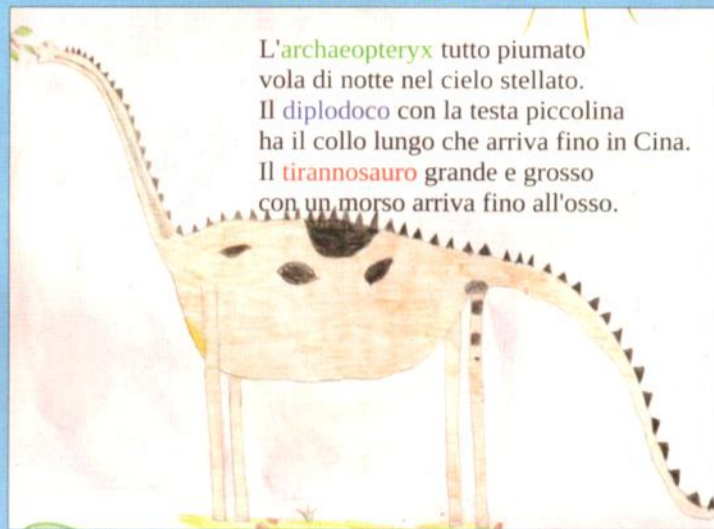 L'archaeopteryx tutto piumato
vola di notte nel cielo stellato.
Il diplodoco con la testa piccolina
ha il collo lungo che arriva fino in Cina.
Il tirannosauro grande e grosso
con un morso arriva fino all'osso.